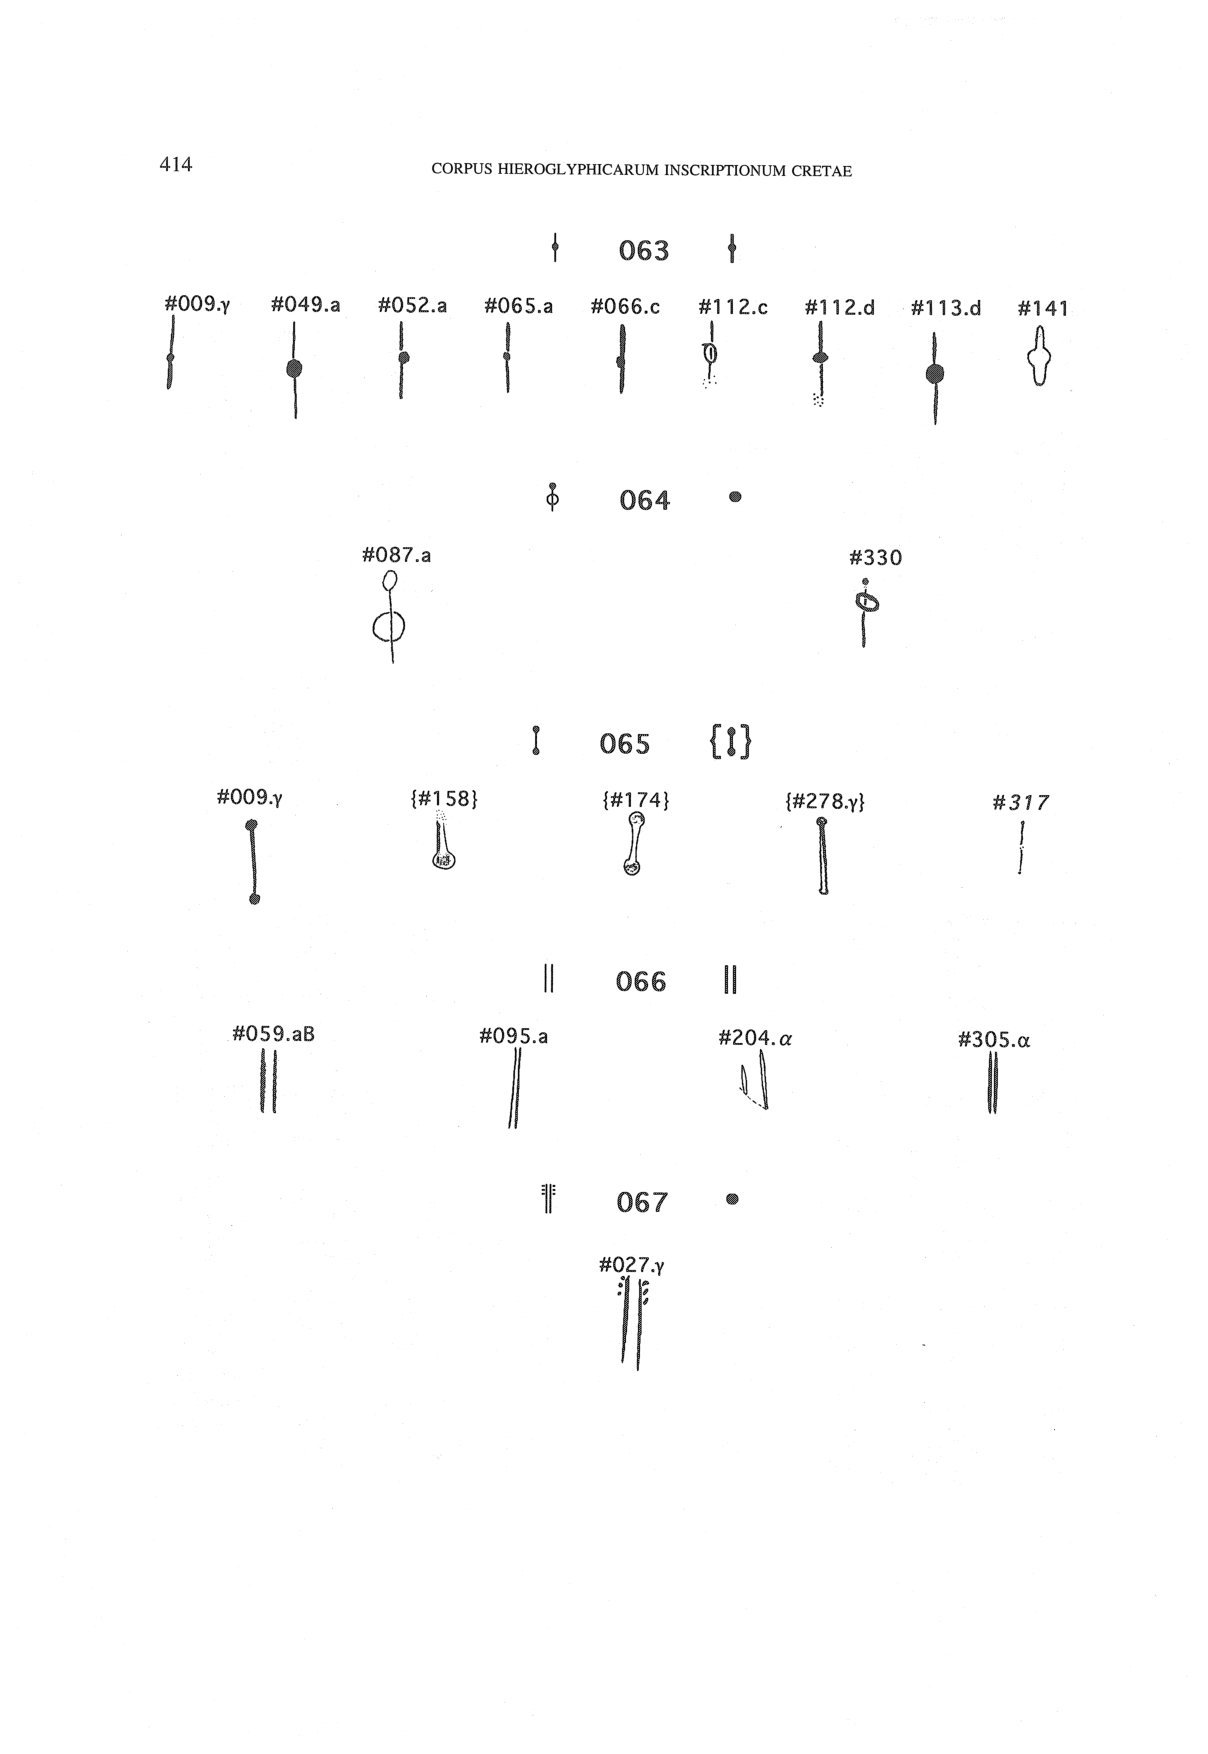 414 CORPUS HIEROGLYPHICARUM INSCRIPTIONUM CRETAE
063
#009.γ #049.a #052.a #065.a #066.c #112.c #112.d #113.d #141
064
#087.a #330
065 { }
#009.γ {#158} {#174} {#278.γ} #317
066
#059.aB #095.a #204.α #305.α
067
#027.γ